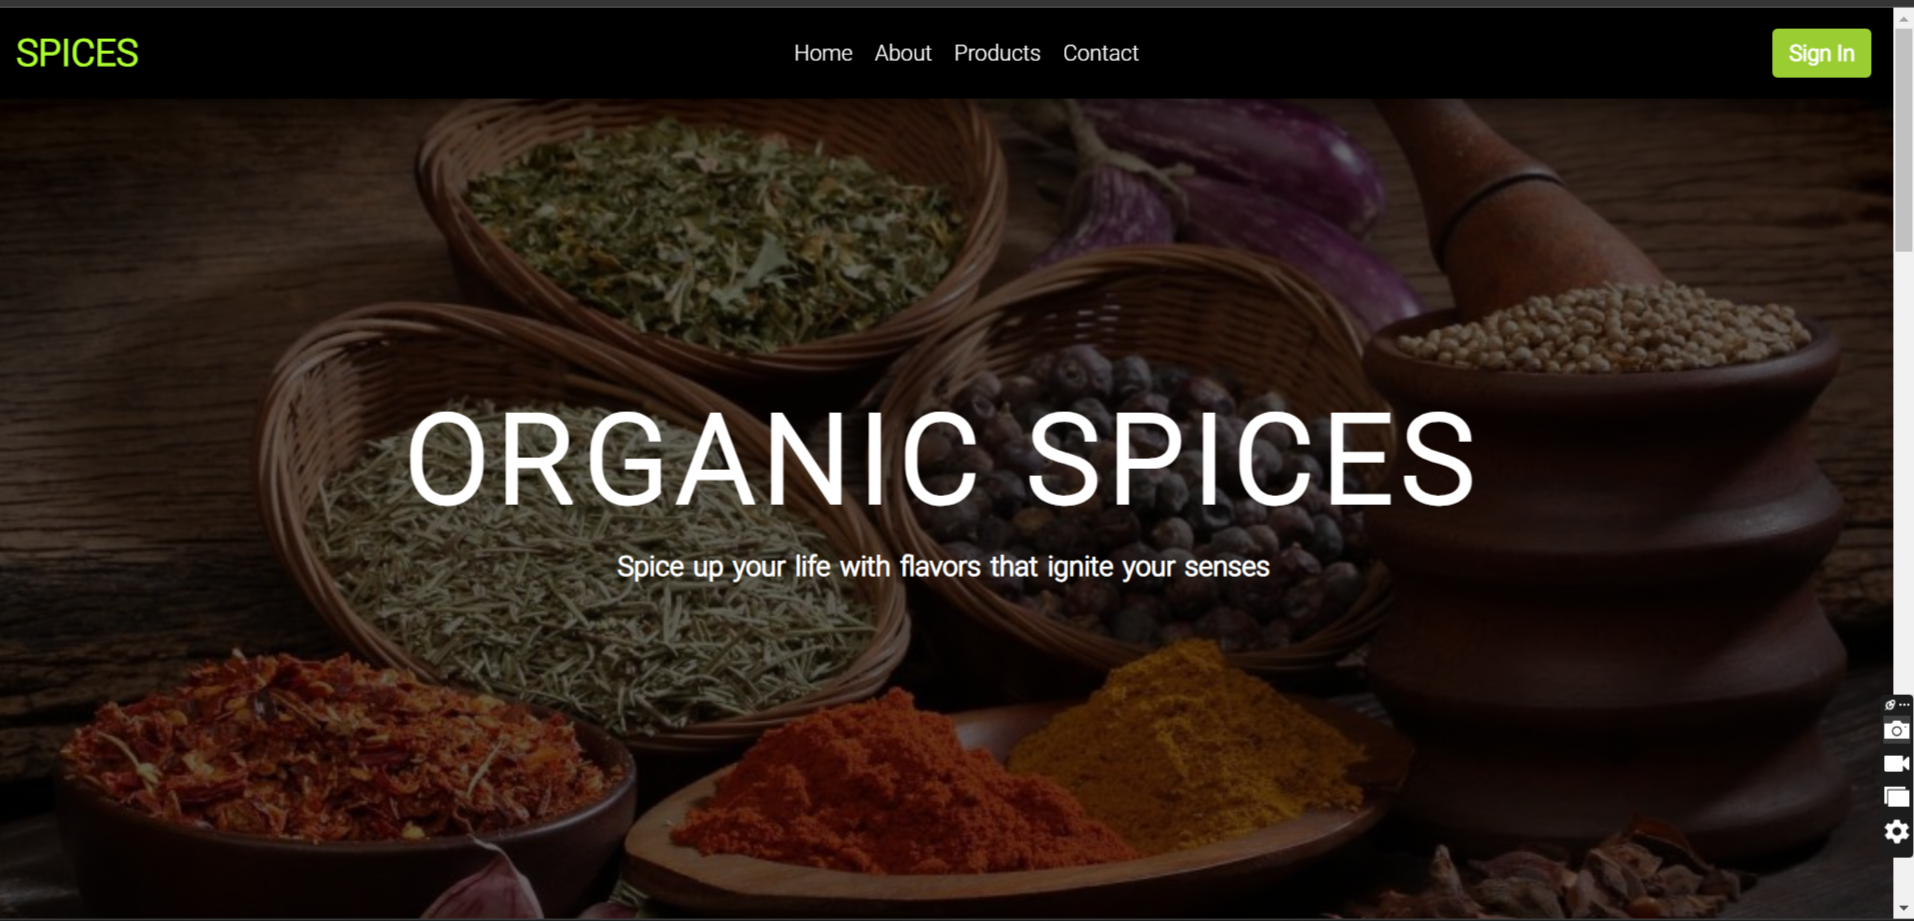 SPICES
Home About Products Contact
Sign In
ORGANIC SPICES
Spice up your life with flavors that ignite your senses